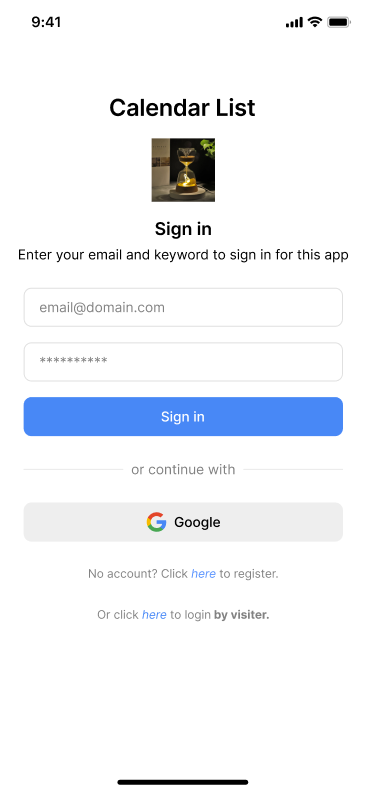 9:41
Calendar List
Sign in
Enter your email and keyword to sign in for this app
email@domain.com
**********
Sign in
or continue with
Google
No account? Click here to register.
Or click here to login by visiter.